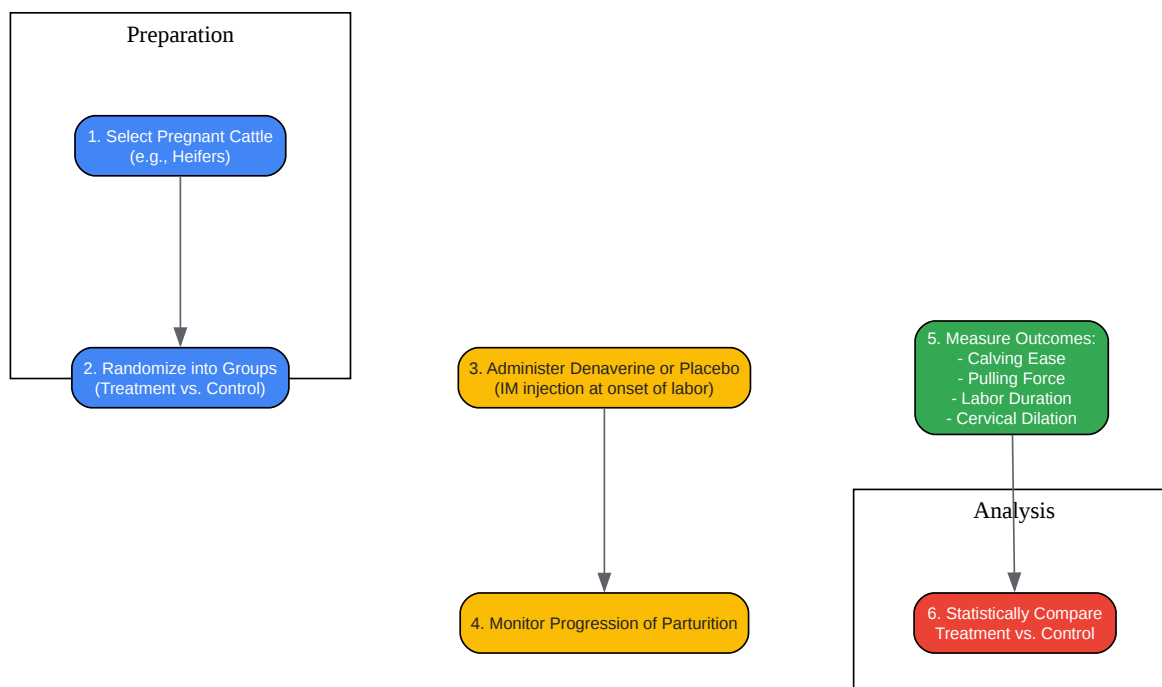 Preparation
1. Select Pregnant Cattle
(e.g., Heifers)
2. Randomize into Groups
(Treatment vs. Control)
3. Administer Denaverine or Placebo
(IM injection at onset of labor)
4. Monitor Progression of Parturition
5. Measure Outcomes:
- Calving Ease
- Pulling Force
- Labor Duration
- Cervical Dilation
Analysis
6. Statistically Compare
Treatment vs. Control